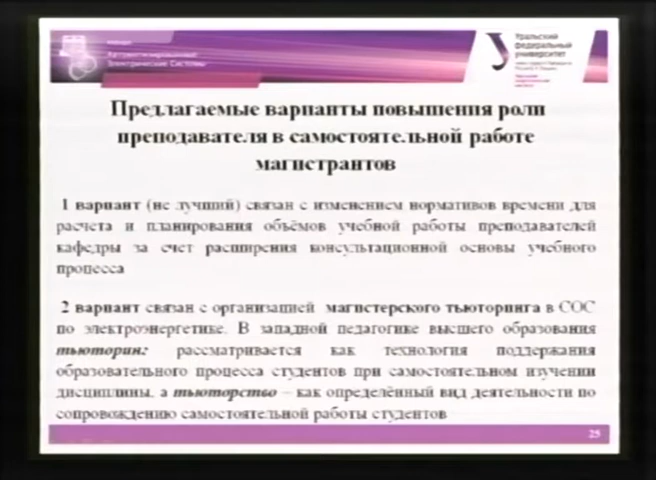 Автоматизированные
Электрические Системы
Уральский
федеральный
университет
Предлагаемые варианты повышения роли
преподавателя в самостоятельной работе
магистрантов
1 вариант (не лучший) связан с изменением нормативов времени для
расчета и планирования объёмов учебной работы преподавателей
кафедры за счет расширения консультационной основы учебного
процесса
2 вариант связан с организацией магистерского тьюторинга в СОС
по электроэнергетике. В западной педагогике высшего образования
тьюторинг рассматривается как технология поддержания
образовательного процесса студентов при самостоятельном изучении
дисциплины, а тьюторство – как определённый вид деятельности по
сопровождению самостоятельной работы студентов
25